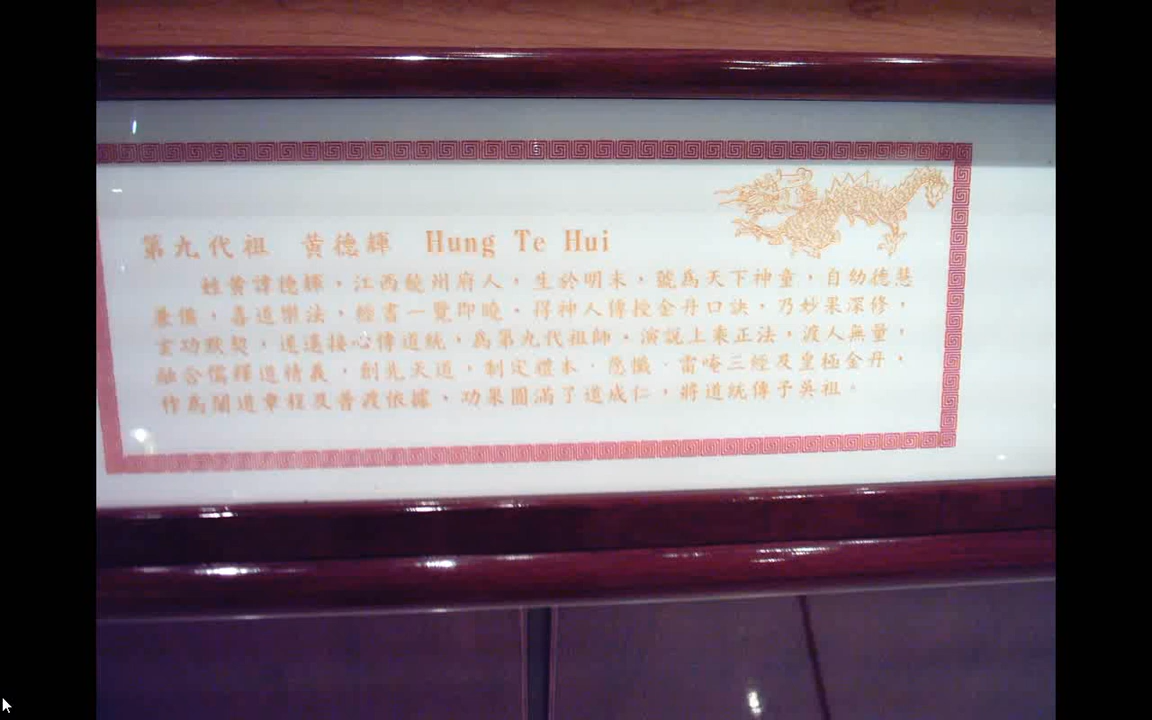 第九代祖 黃德輝 Hung Te Hui
姓黃諱德輝，江西饒州府人，生於明末，號為天下神童，自幼德慧
兼備，喜道樂法，經書一覽即曉。得神人傳授金丹口訣，乃妙果深修，
玄功默契，遂遙接心傳道統，為第九代祖師。演說上乘正法，渡人無量，
融合儒釋道精義，創先天道，制定禮本、愿懺、雷唵三經及皇極金丹，
作為闡道章程及普渡依據，功果圓滿了道成仁，將道統傳予吳祖。